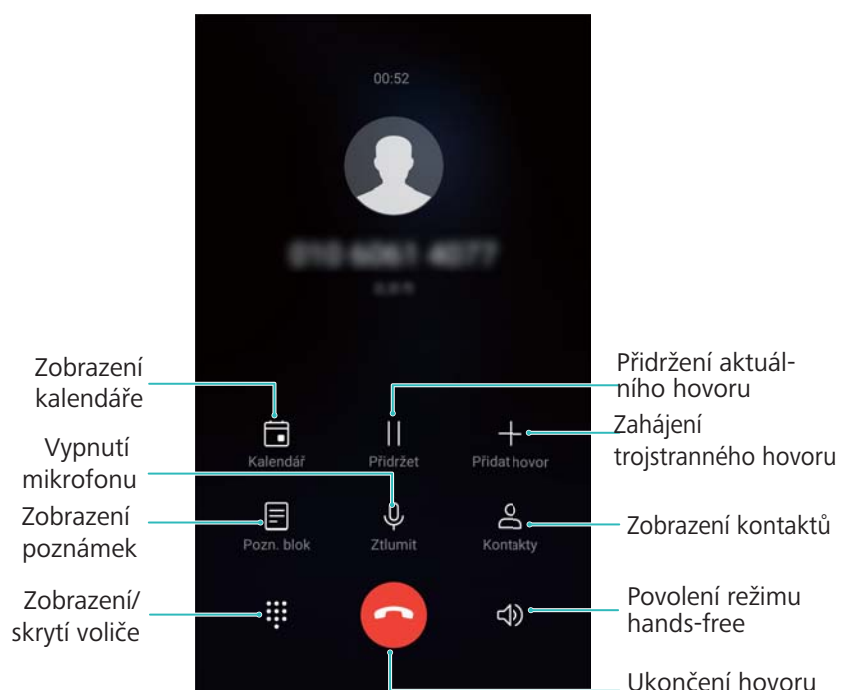 00:52
Zobrazení
kalendáře
Přidržení aktuál-
ního hovoru
Vypnutí
mikrofonu
Zahájení
trojstranného hovoru
Kalendář
Přidržet
Přidat hovor
Zobrazení
poznámek
Zobrazení kontaktů
Pozn. blok
Ztlumit
Kontakty
Zobrazení/
skrytí voliče
Povolení režimu
hands-free
Ukončení hovoru